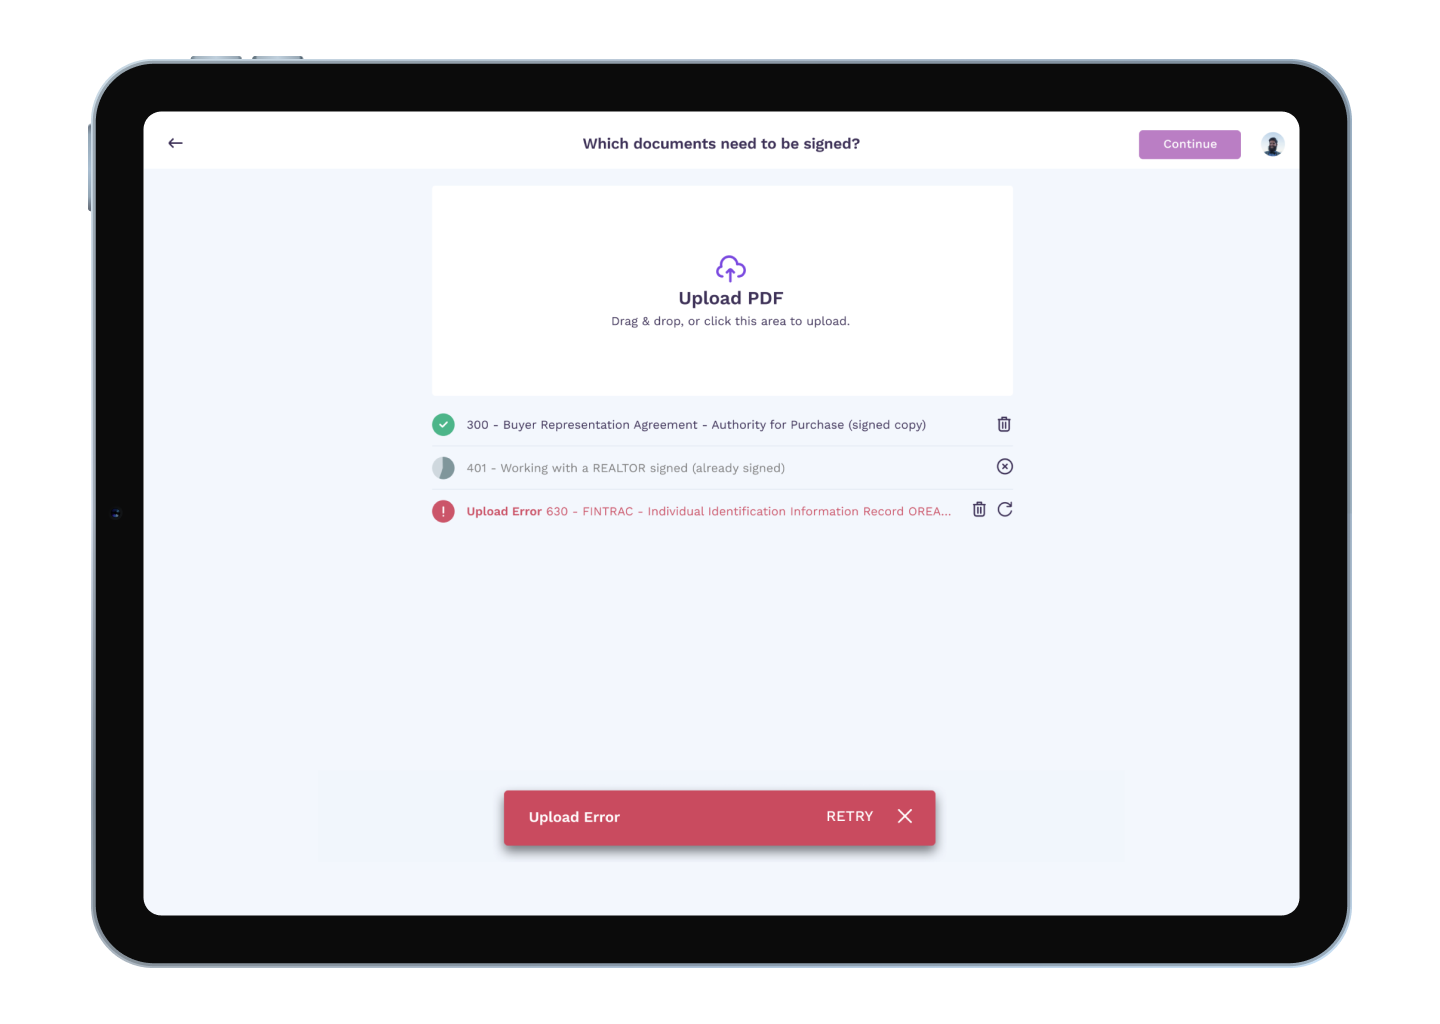 Which documents need to be signed?
Continue
Upload PDF
Drag & drop, or click this area to upload.
300 - Buyer Representation Agreement - Authority for Purchase (signed copy)
401 - Working with a REALTOR signed (already signed)
Upload Error 630 - FINTRAC - Individual Identification Information Record OREA...
Upload Error RETRY